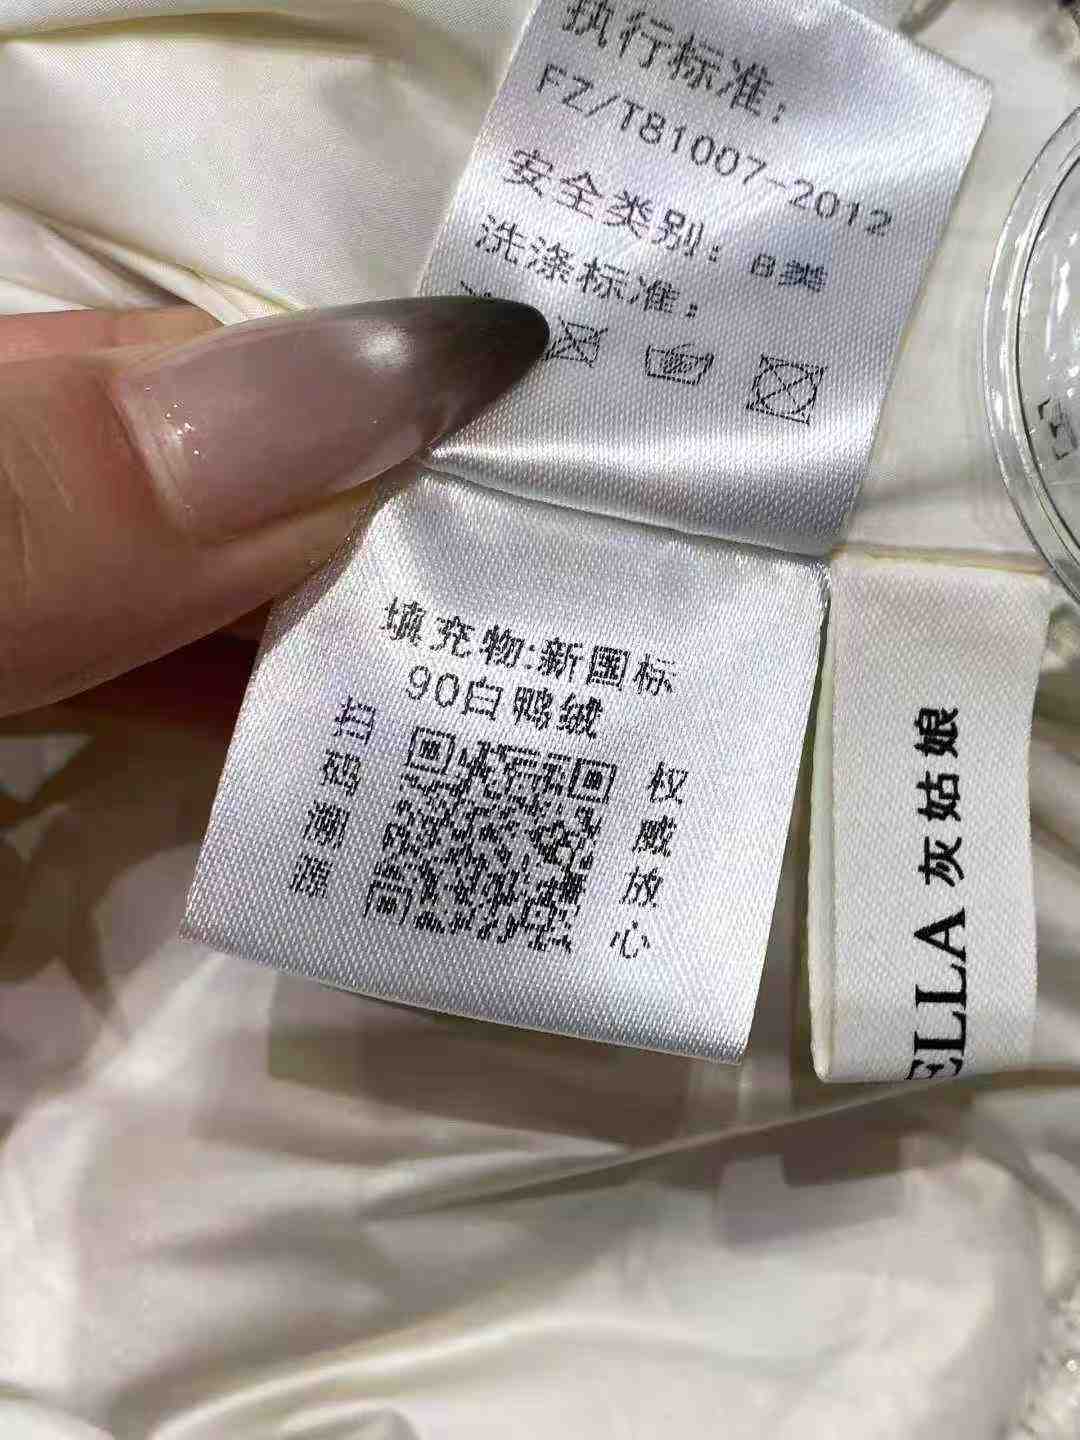 执行标准：
FZ/T81007-2012
安全类别：B类
洗涤标准：
填充物:新国标
90白鸭绒
扫码溯源
权威放心
ELLA 灰姑娘